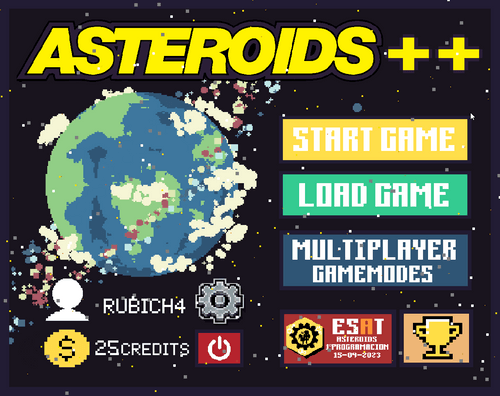 ASTEROIDS ++
START GAME
LOAD GAME
MULTIPLAYER
GAMEMODES
RUBICH4
25CREDITS
$
ESAT
ASTEROIDS
1ºPROGRAMACION
15-04-2023